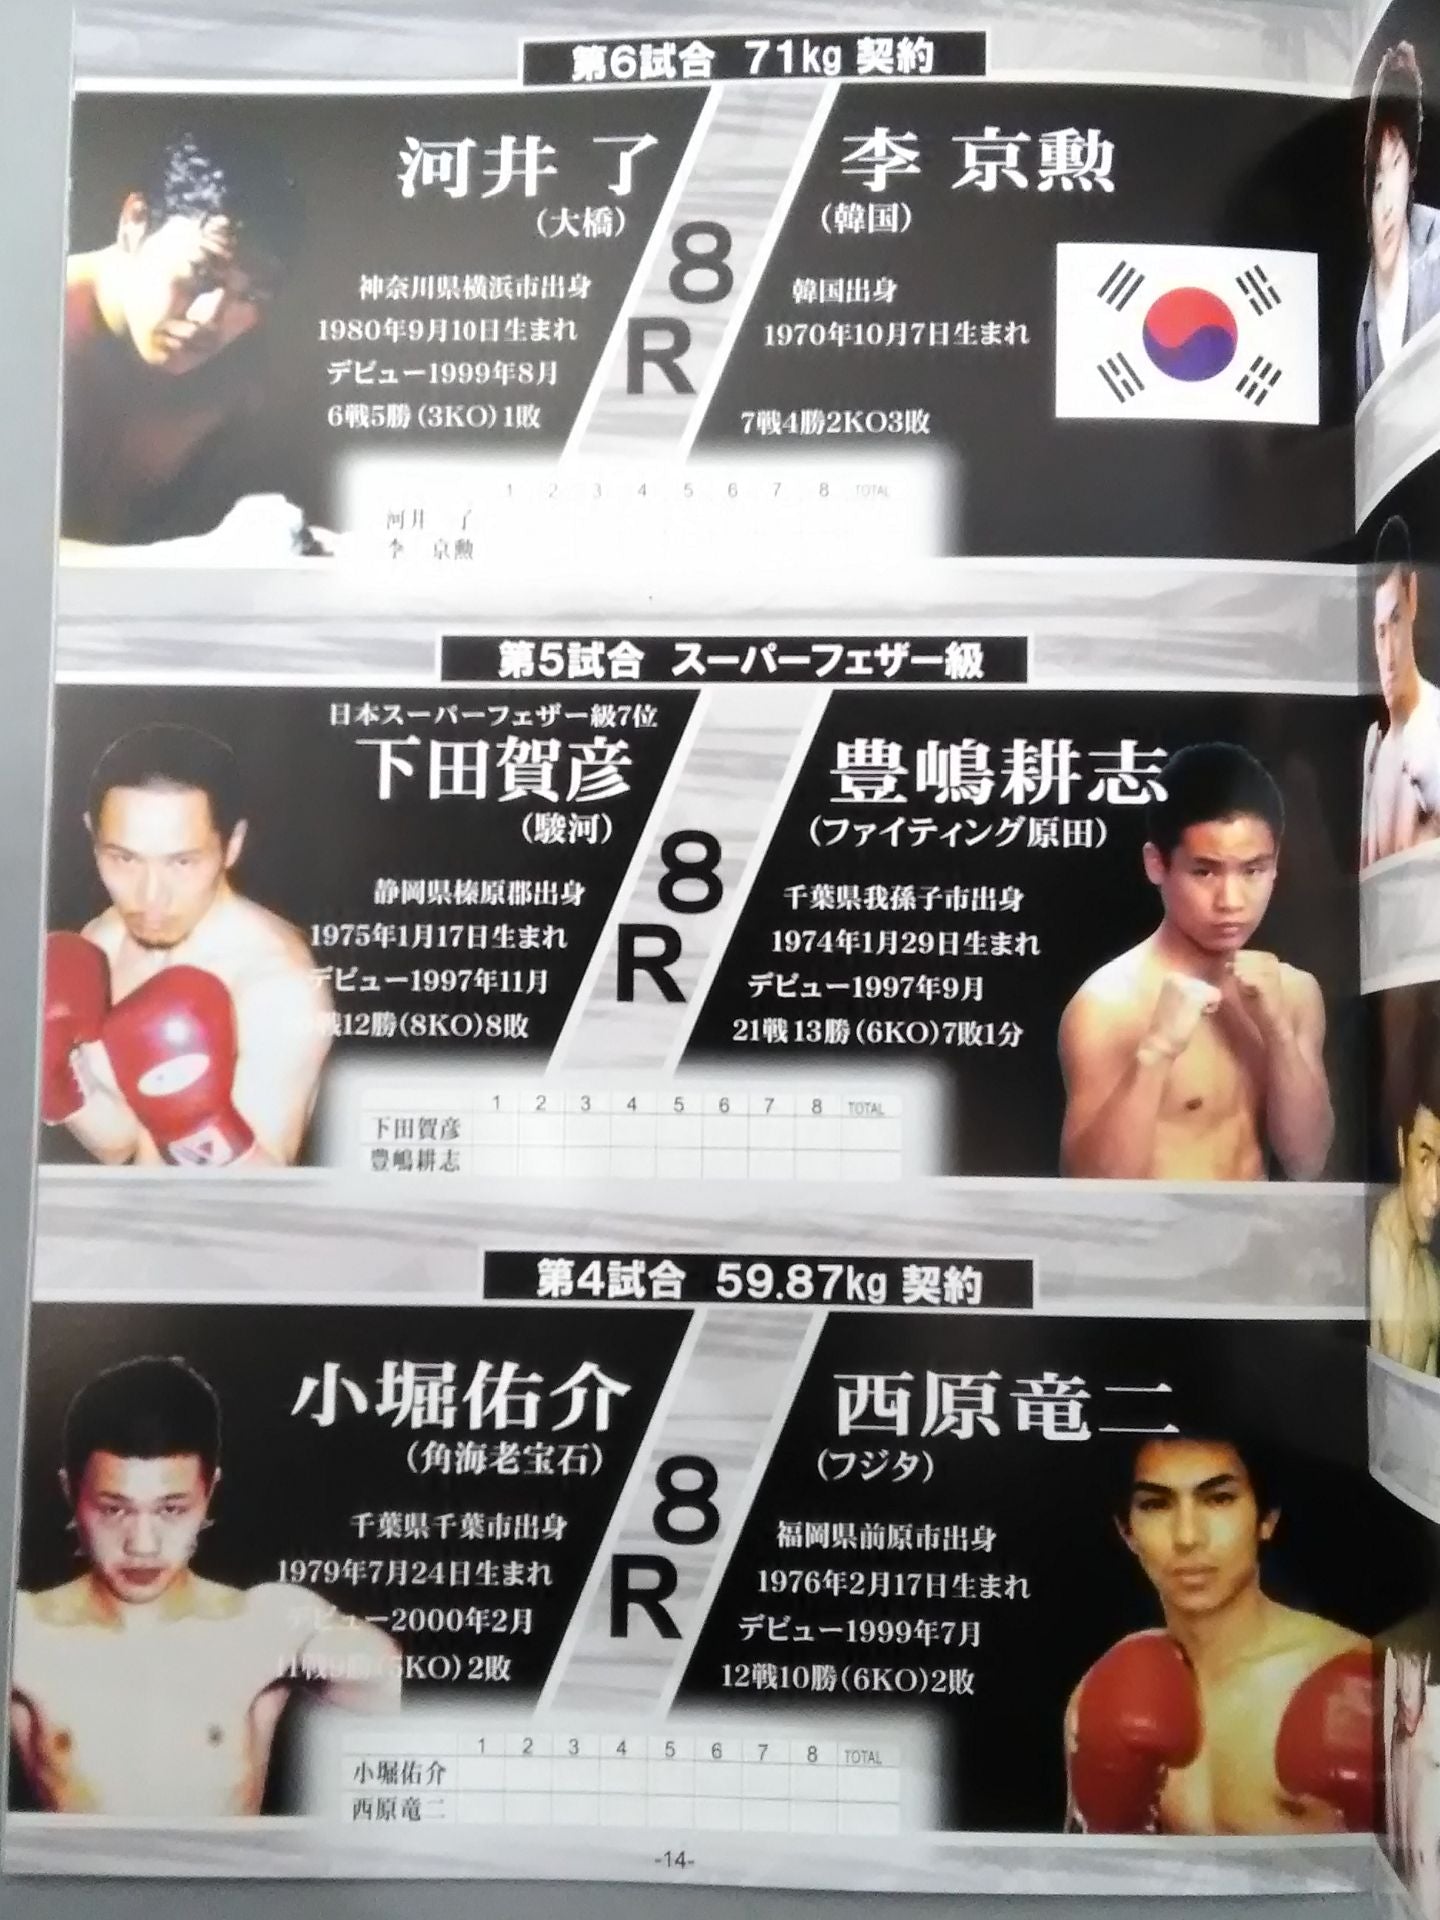 第6試合 71kg 契約
河井 了
(大橋)
神奈川県横浜市出身
1980年9月10日生まれ
デビュー1999年8月
6戦5勝(3KO)1敗
8
R
李 京勲
(韓国)
韓国出身
1970年10月7日生まれ
7戦4勝2KO3敗
1 2 3 4 5 6 7 8 TOTAL
河井 了
李 京勲
第5試合 スーパーフェザー級
日本スーパーフェザー級7位
下田賀彦
(駿河)
静岡県榛原郡出身
1975年1月17日生まれ
デビュー1997年11月
戦12勝(8KO)8敗
8
R
豊嶋耕志
(ファイティング原田)
千葉県我孫子市出身
1974年1月29日生まれ
デビュー1997年9月
21戦13勝(6KO)7敗1分
1 2 3 4 5 6 7 8 TOTAL
下田賀彦
豊嶋耕志
第4試合 59.87kg 契約
小堀佑介
(角海老宝石)
千葉県千葉市出身
1979年7月24日生まれ
デビュー2000年2月
11戦9勝(5KO)2敗
8
R
西原竜二
(フジタ)
福岡県前原市出身
1976年2月17日生まれ
デビュー1999年7月
12戦10勝(6KO)2敗
1 2 3 4 5 6 7 8 TOTAL
小堀佑介
西原竜二
-14-